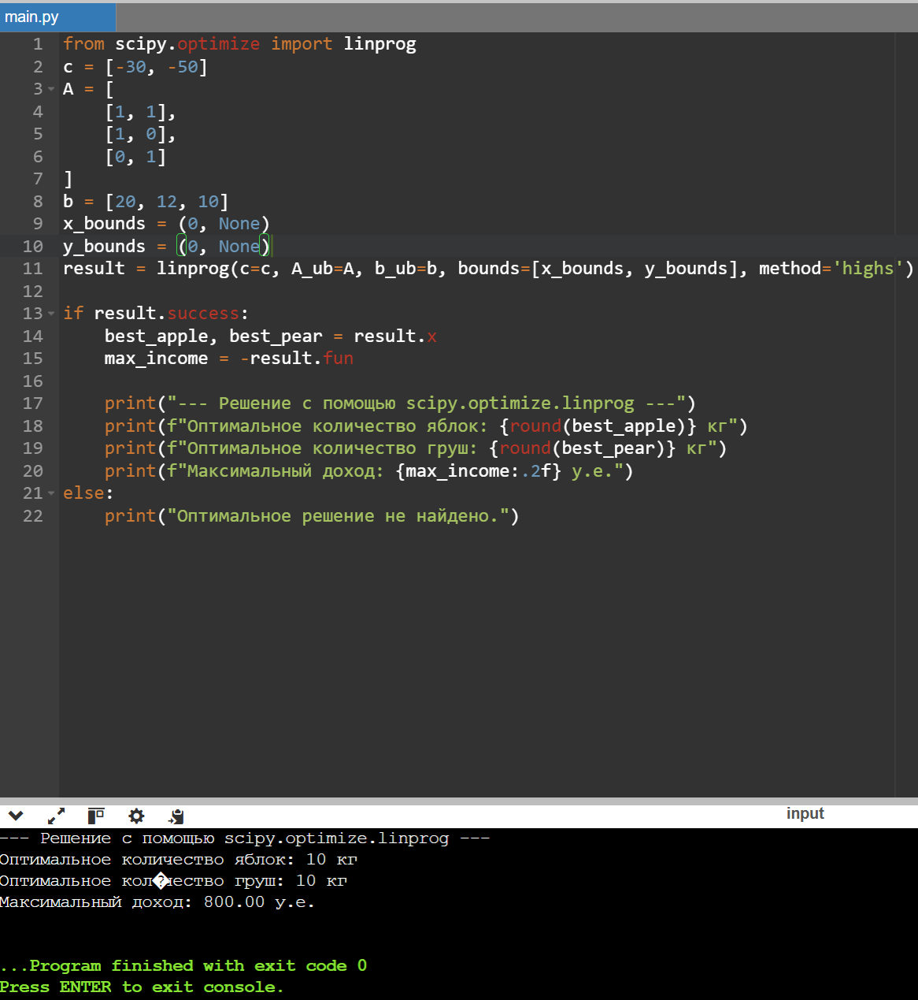 main.py
1 from scipy.optimize import linprog
2 c = [-30, -50]
3 A = [
4     [1, 1],
5     [1, 0],
6     [0, 1]
7 ]
8 b = [20, 12, 10]
9 x_bounds = (0, None)
10 y_bounds = (0, None)
11 result = linprog(c=c, A_ub=A, b_ub=b, bounds=[x_bounds, y_bounds], method='highs')
12
13 if result.success:
14     best_apple, best_pear = result.x
15     max_income = -result.fun
16
17     print("--- Решение с помощью scipy.optimize.linprog ---")
18     print(f"Оптимальное количество яблок: {round(best_apple)} кг")
19     print(f"Оптимальное количество груш: {round(best_pear)} кг")
20     print(f"Максимальный доход: {max_income:.2f} у.е.")
21 else:
22     print("Оптимальное решение не найдено.")
input
--- Решение с помощью scipy.optimize.linprog ---
Оптимальное количество яблок: 10 кг
Оптимальное кол�чество груш: 10 кг
Максимальный доход: 800.00 у.е.
...Program finished with exit code 0
Press ENTER to exit console.